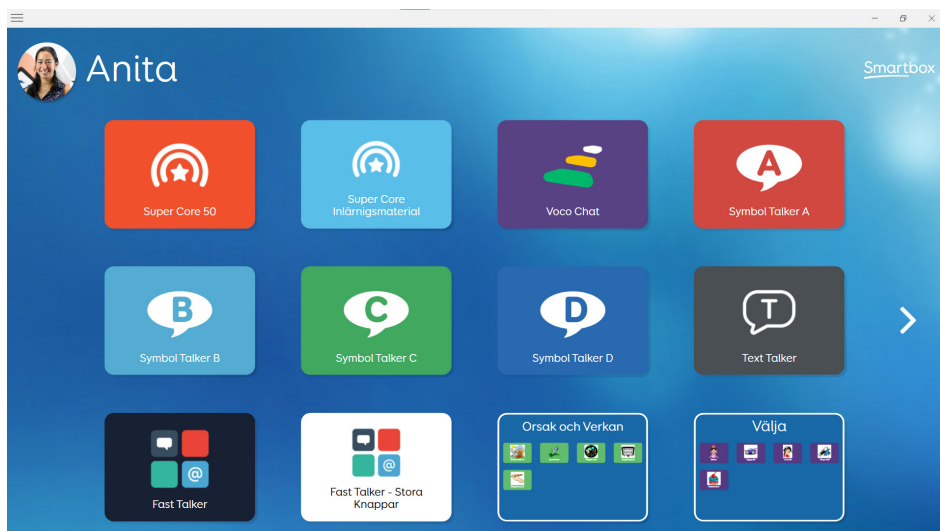 Anita
Smartbox
Super Core 50
Super Core
Inlärnigsmaterial
Voco Chat
A
Symbol Talker A
B
Symbol Talker B
C
Symbol Talker C
D
Symbol Talker D
T
Text Talker
@
Fast Talker
@
Fast Talker - Stora
Knappar
Orsak och Verkan
Välja